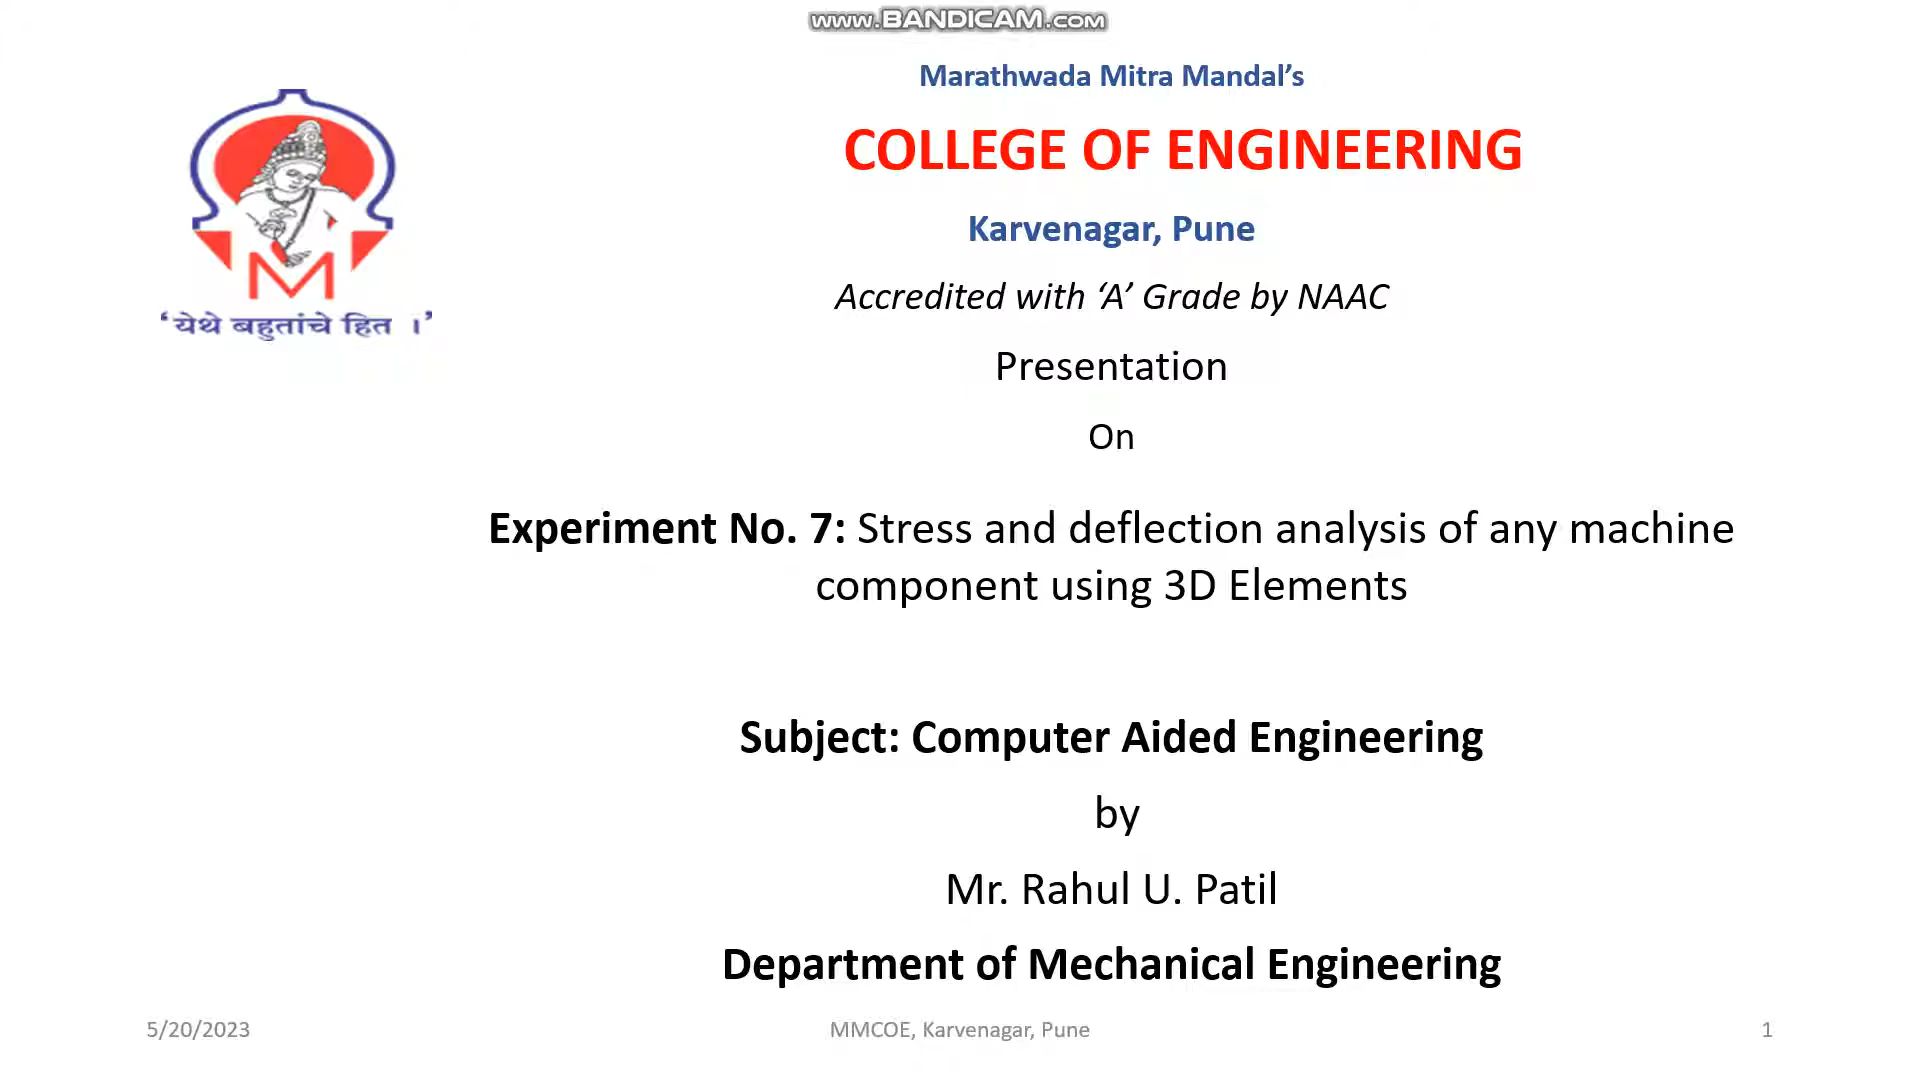 www.BANDICAM.com
Marathwada Mitra Mandal’s
COLLEGE OF ENGINEERING
Karvenagar, Pune
Accredited with ‘A’ Grade by NAAC
M
‘येथे बहुतांचे हित ।’
Presentation
On
Experiment No. 7: Stress and deflection analysis of any machine
component using 3D Elements
Subject: Computer Aided Engineering
by
Mr. Rahul U. Patil
Department of Mechanical Engineering
5/20/2023
MMCOE, Karvenagar, Pune
1